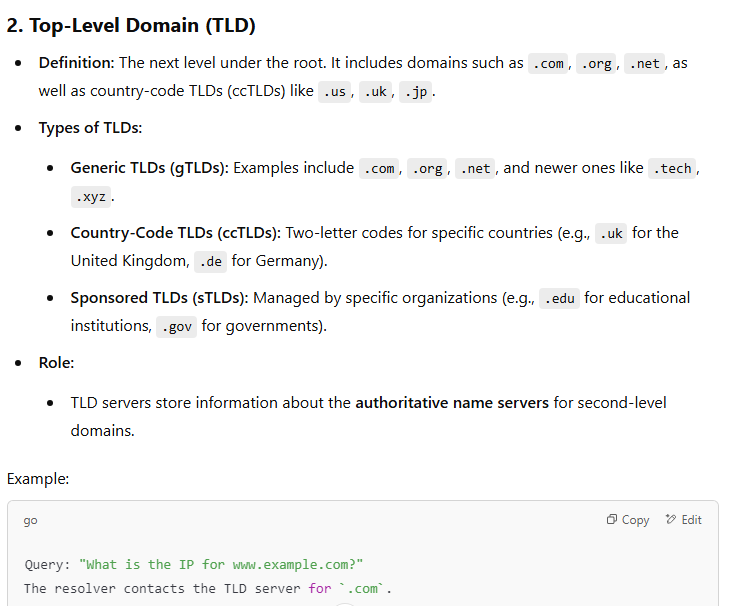 2. Top-Level Domain (TLD)
• Definition: The next level under the root. It includes domains such as .com, .org, .net, as
well as country-code TLDs (ccTLDs) like .us, .uk, .jp.
• Types of TLDs:
• Generic TLDs (gTLDs): Examples include .com, .org, .net, and newer ones like .tech,
.xyz.
• Country-Code TLDs (ccTLDs): Two-letter codes for specific countries (e.g., .uk for the
United Kingdom, .de for Germany).
• Sponsored TLDs (sTLDs): Managed by specific organizations (e.g., .edu for educational
institutions, .gov for governments).
• Role:
• TLD servers store information about the authoritative name servers for second-level
domains.
Example:
go Copy Edit
Query: "What is the IP for www.example.com?"
The resolver contacts the TLD server for `.com`.